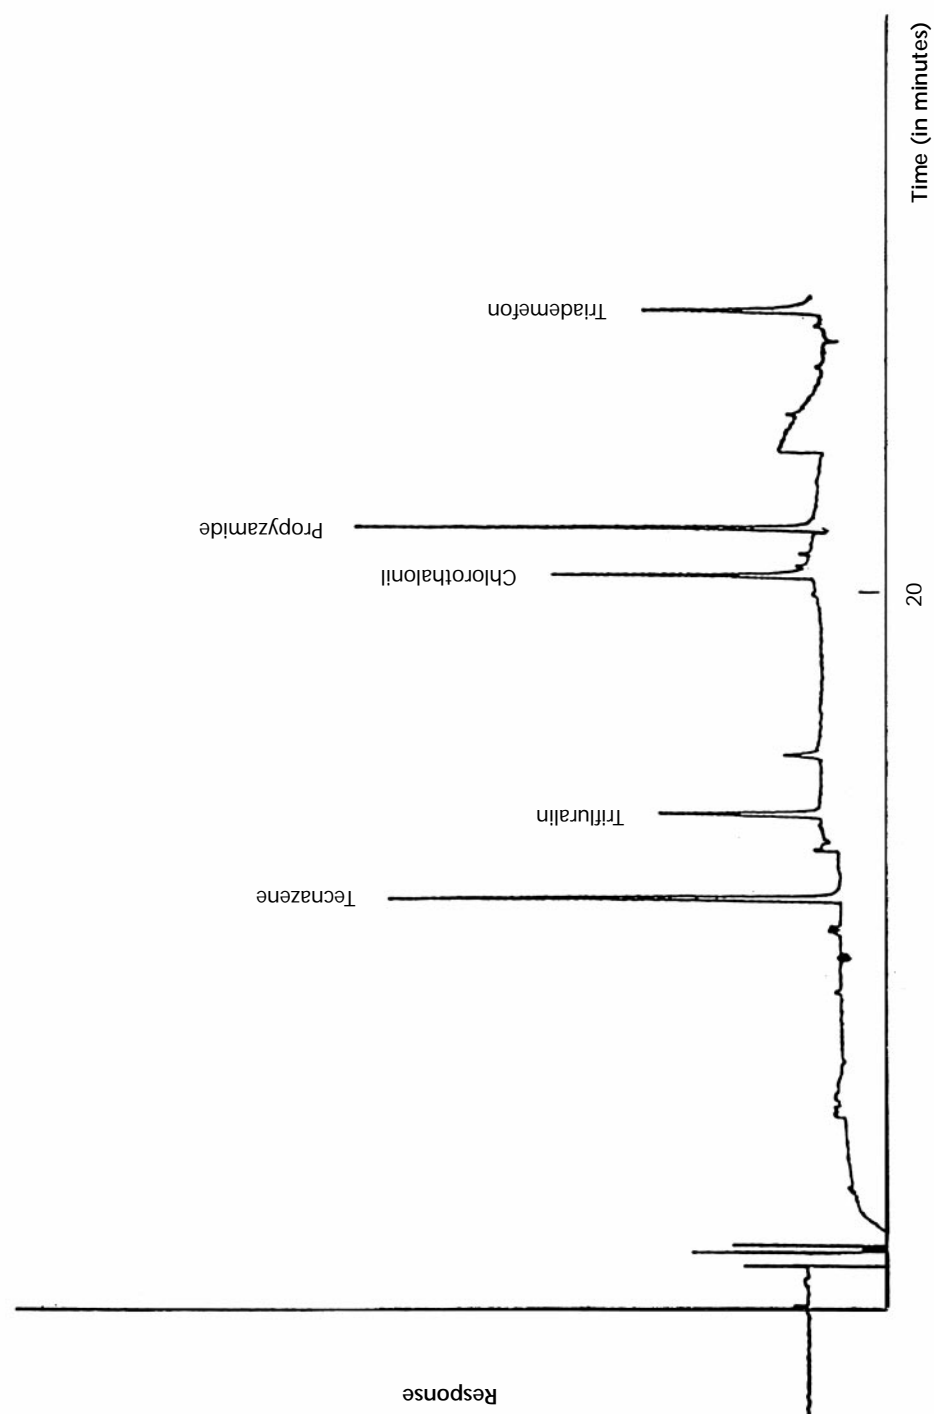 Time (in minutes)
Triademefon
Propyzamide
Chlorothalonil
20
Trifluralin
Tecnazene
Response